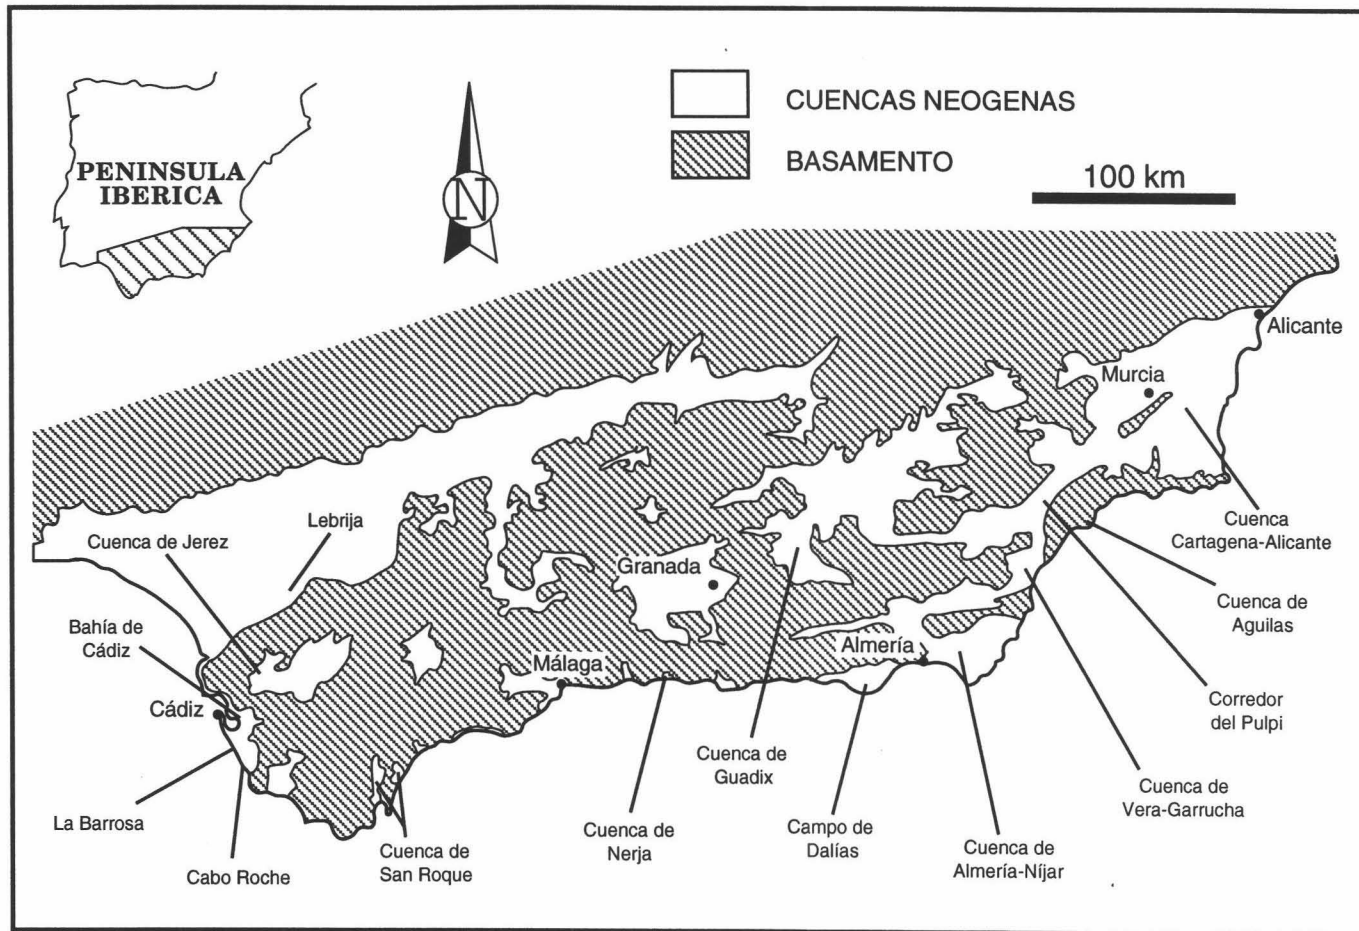 PENINSULA
IBERICA
N
CUENCAS NEOGENAS
BASAMENTO
100 km
Alicante
Murcia
Lebrija
Cuenca de Jerez
Granada
Cuenca
Cartagena-Alicante
Bahía de
Cádiz
Cuenca de
Aguilas
Almería
Málaga
Cádiz
Corredor
del Pulpi
Cuenca de
Guadix
Cuenca de
Vera-Garrucha
La Barrosa
Cuenca de
Nerja
Campo de
Dalías
Cuenca de
Almería-Níjar
Cuenca de
San Roque
Cabo Roche